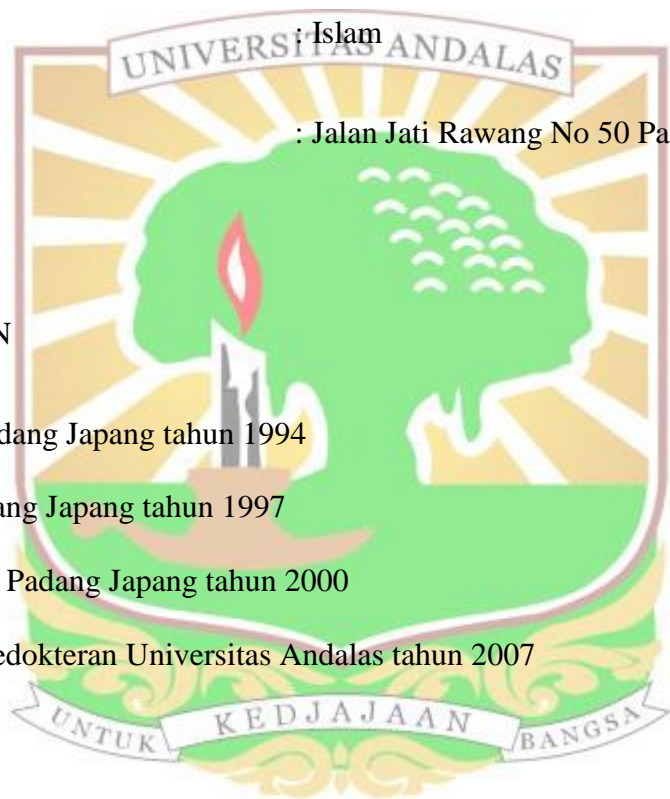 UNIVERSITAS ANDALAS
: Islam
: Jalan Jati Rawang No 50 Pa
N
dang Japang tahun 1994
ang Japang tahun 1997
Padang Japang tahun 2000
edokteran Universitas Andalas tahun 2007
UNTUK KEDJAJAAN BANGSA